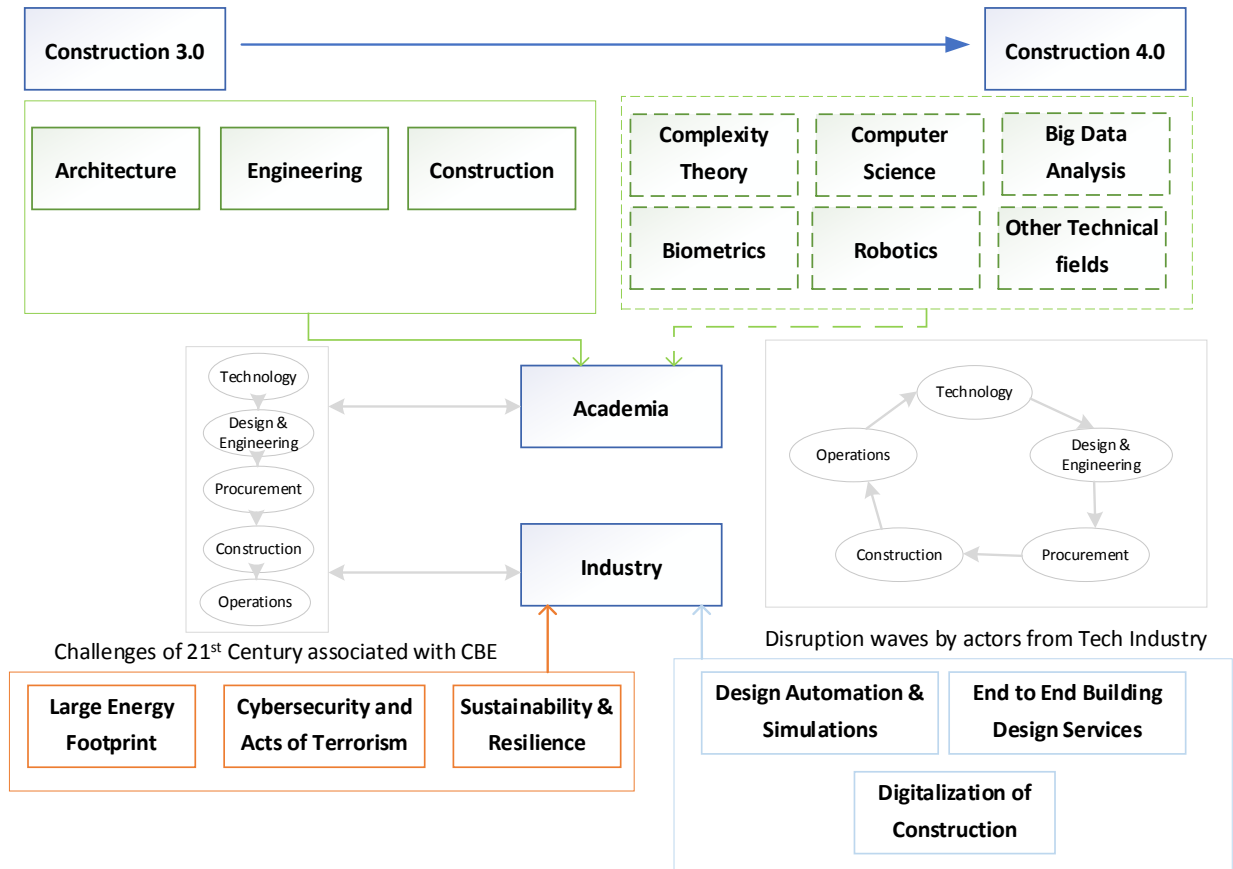 Construction 3.0
Construction 4.0
Architecture
Engineering
Construction
Complexity
Theory
Computer
Science
Big Data
Analysis
Biometrics
Robotics
Other Technical
fields
Technology
Design &
Engineering
Procurement
Construction
Operations
Academia
Industry
Technology
Design &
Engineering
Procurement
Construction
Operations
Challenges of 21st Century associated with CBE
Large Energy
Footprint
Cybersecurity and
Acts of Terrorism
Sustainability &
Resilience
Disruption waves by actors from Tech Industry
Design Automation &
Simulations
End to End Building
Design Services
Digitalization of
Construction